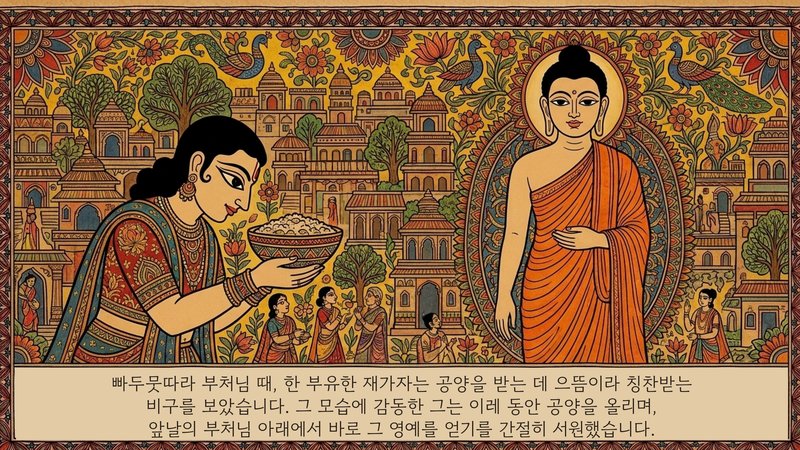 빠두뭇따라 부처님 때, 한 부유한 재가자는 공양을 받는 데 으뜸이라 칭찬받는
비구를 보았습니다. 그 모습에 감동한 그는 이레 동안 공양을 올리며,
앞날의 부처님 아래에서 바로 그 영예를 얻기를 간절히 서원했습니다.